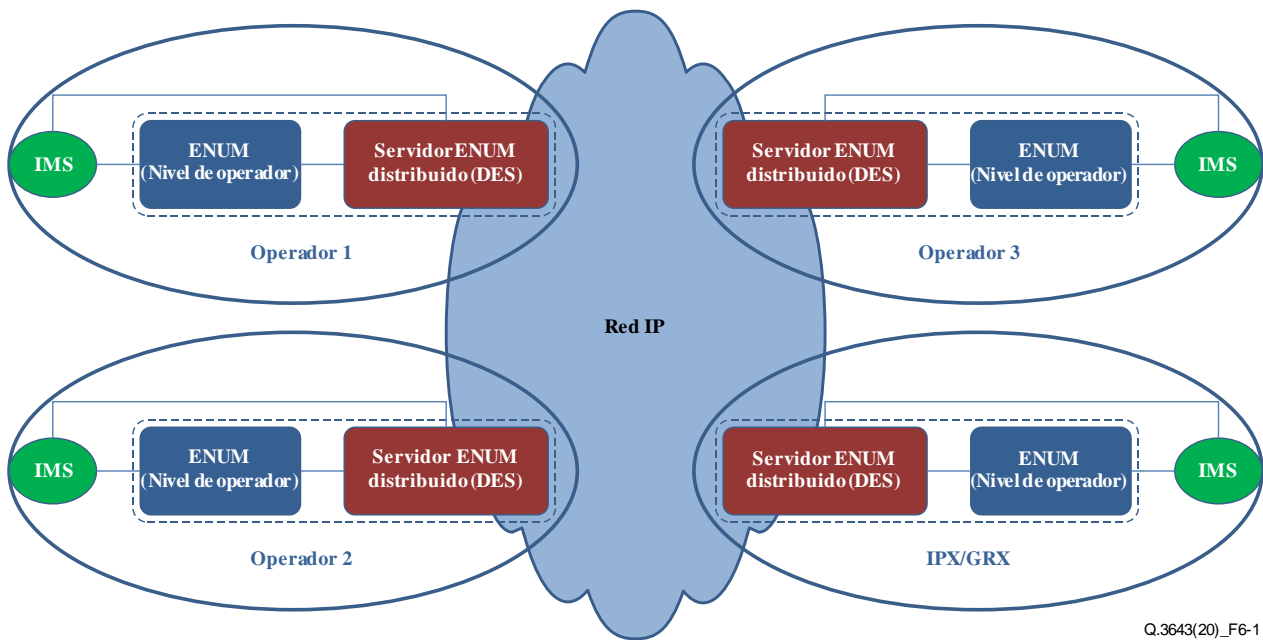 IMS
ENUM
(Nivel de operador)
Servidor ENUM
distribuido (DES)
Operador 1
Servidor ENUM
distribuido (DES)
ENUM
(Nivel de operador)
IMS
Operador 3
Red IP
IMS
ENUM
(Nivel de operador)
Servidor ENUM
distribuido (DES)
Operador 2
Servidor ENUM
distribuido (DES)
ENUM
(Nivel de operador)
IMS
IPX/GRX
Q.3643(20)_F6-1